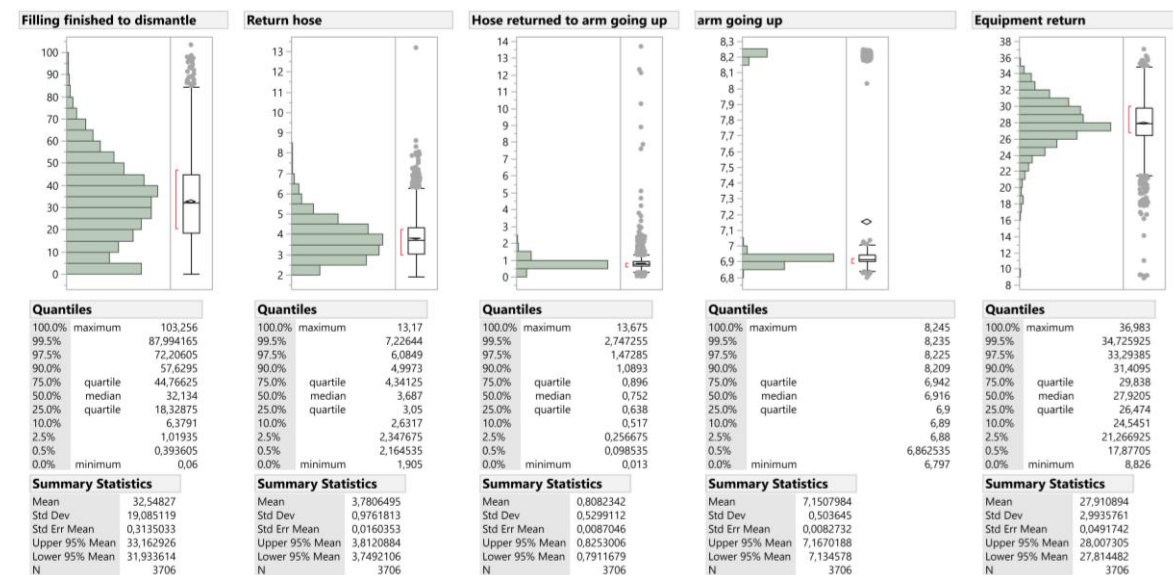 Filling finished to dismantle
100
90
80
70
60
50
40
30
20
10
0
Quantiles
100.0% maximum 103,256
99.5% 87,994165
97.5% 72,20605
90.0% 57,6295
75.0% quartile 44,76625
50.0% median 32,134
25.0% quartile 18,32875
10.0% 6,3791
2.5% 1,01935
0.5% 0,393605
0.0% minimum 0,06
Summary Statistics
Mean 32,54827
Std Dev 19,085119
Std Err Mean 0,3135033
Upper 95% Mean 33,162926
Lower 95% Mean 31,933614
N 3706
Return hose
13
12
11
10
9
8
7
6
5
4
3
2
Quantiles
100.0% maximum 13,17
99.5% 7,22644
97.5% 6,0849
90.0% 4,9973
75.0% quartile 4,34125
50.0% median 3,687
25.0% quartile 3,05
10.0% 2,6317
2.5% 2,347675
0.5% 2,164535
0.0% minimum 1,905
Summary Statistics
Mean 3,7806495
Std Dev 0,9761813
Std Err Mean 0,0160353
Upper 95% Mean 3,8120884
Lower 95% Mean 3,7492106
N 3706
Hose returned to arm going up
14
13
12
11
10
9
8
7
6
5
4
3
2
1
0
Quantiles
100.0% maximum 13,675
99.5% 2,747255
97.5% 1,47285
90.0% 1,0893
75.0% quartile 0,896
50.0% median 0,752
25.0% quartile 0,638
10.0% 0,517
2.5% 0,256675
0.5% 0,098535
0.0% minimum 0,013
Summary Statistics
Mean 0,8082342
Std Dev 0,5299112
Std Err Mean 0,0087046
Upper 95% Mean 0,8253006
Lower 95% Mean 0,7911679
N 3706
arm going up
8,3
8,2
8,1
8
7,9
7,8
7,7
7,6
7,5
7,4
7,3
7,2
7,1
7
6,9
6,8
Quantiles
100.0% maximum 8,245
99.5% 8,235
97.5% 8,225
90.0% 8,209
75.0% quartile 6,942
50.0% median 6,916
25.0% quartile 6,9
10.0% 6,89
2.5% 6,88
0.5% 6,862535
0.0% minimum 6,797
Summary Statistics
Mean 7,1507984
Std Dev 0,503645
Std Err Mean 0,0082732
Upper 95% Mean 7,1670188
Lower 95% Mean 7,134578
N 3706
Equipment return
38
36
34
32
30
28
26
24
22
20
18
16
14
12
10
8
Quantiles
100.0% maximum 36,983
99.5% 34,725925
97.5% 33,29385
90.0% 31,4095
75.0% quartile 29,838
50.0% median 27,9205
25.0% quartile 26,474
10.0% 24,5451
2.5% 21,266925
0.5% 17,87705
0.0% minimum 8,826
Summary Statistics
Mean 27,910894
Std Dev 2,9935761
Std Err Mean 0,0491742
Upper 95% Mean 28,007305
Lower 95% Mean 27,814482
N 3706